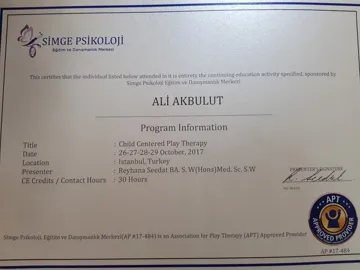 SİMGE PSİKOLOJİ
Eğitim ve Danışmanlık Merkezi
This certifies that the individual listed below attended in it is entirety the continuing education activity specified, sponsored by
Simge Psikoloji Eğitim ve Danışmanlık Merkezi
ALİ AKBULUT
Program Information
Title : Child Centered Play Therapy
Date : 26-27-28-29 October, 2017
Location : Istanbul, Turkey
Presenter : Reyhana Seedat BA. S. W(Hons)Med. Sc. S.W
CE Credits / Contact Hours : 30 Hours
PRESENTER SIGNATURE
APT
APPROVED PROVIDER
Simge Psikoloji Eğitim ve Danışmanlık Merkezi(AP #17-484) is an Association for Play Therapy (APT) Approved Provider
AP #17-484